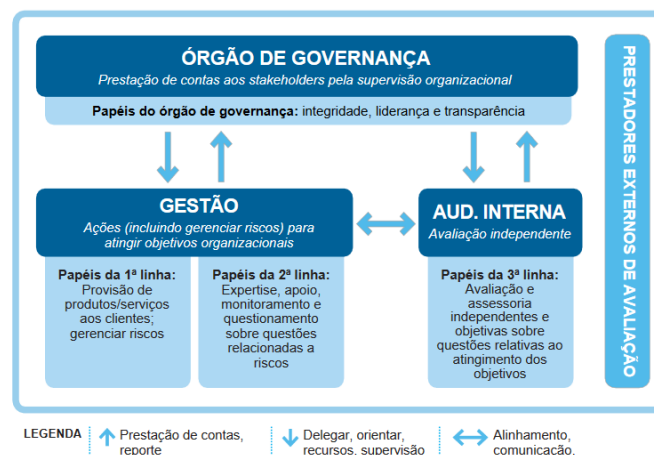 ÓRGÃO DE GOVERNANÇA
Prestação de contas aos stakeholders pela supervisão organizacional
Papéis do órgão de governança: integridade, liderança e transparência
GESTÃO
Ações (incluindo gerenciar riscos) para
atingir objetivos organizacionais
Papéis da 1ª linha:
Provisão de
produtos/serviços
aos clientes;
gerenciar riscos
Papéis da 2ª linha:
Expertise, apoio,
monitoramento e
questionamento
sobre questões
relacionadas a
riscos
AUD. INTERNA
Avaliação independente
Papéis da 3ª linha:
Avaliação e
assessoria
independentes e
objetivas sobre
questões relativas ao
atingimento dos
objetivos
PRESTADORES EXTERNOS DE AVALIAÇÃO
LEGENDA
Prestação de contas,
reporte
Delegar, orientar,
recursos, supervisão
Alinhamento,
comunicação,